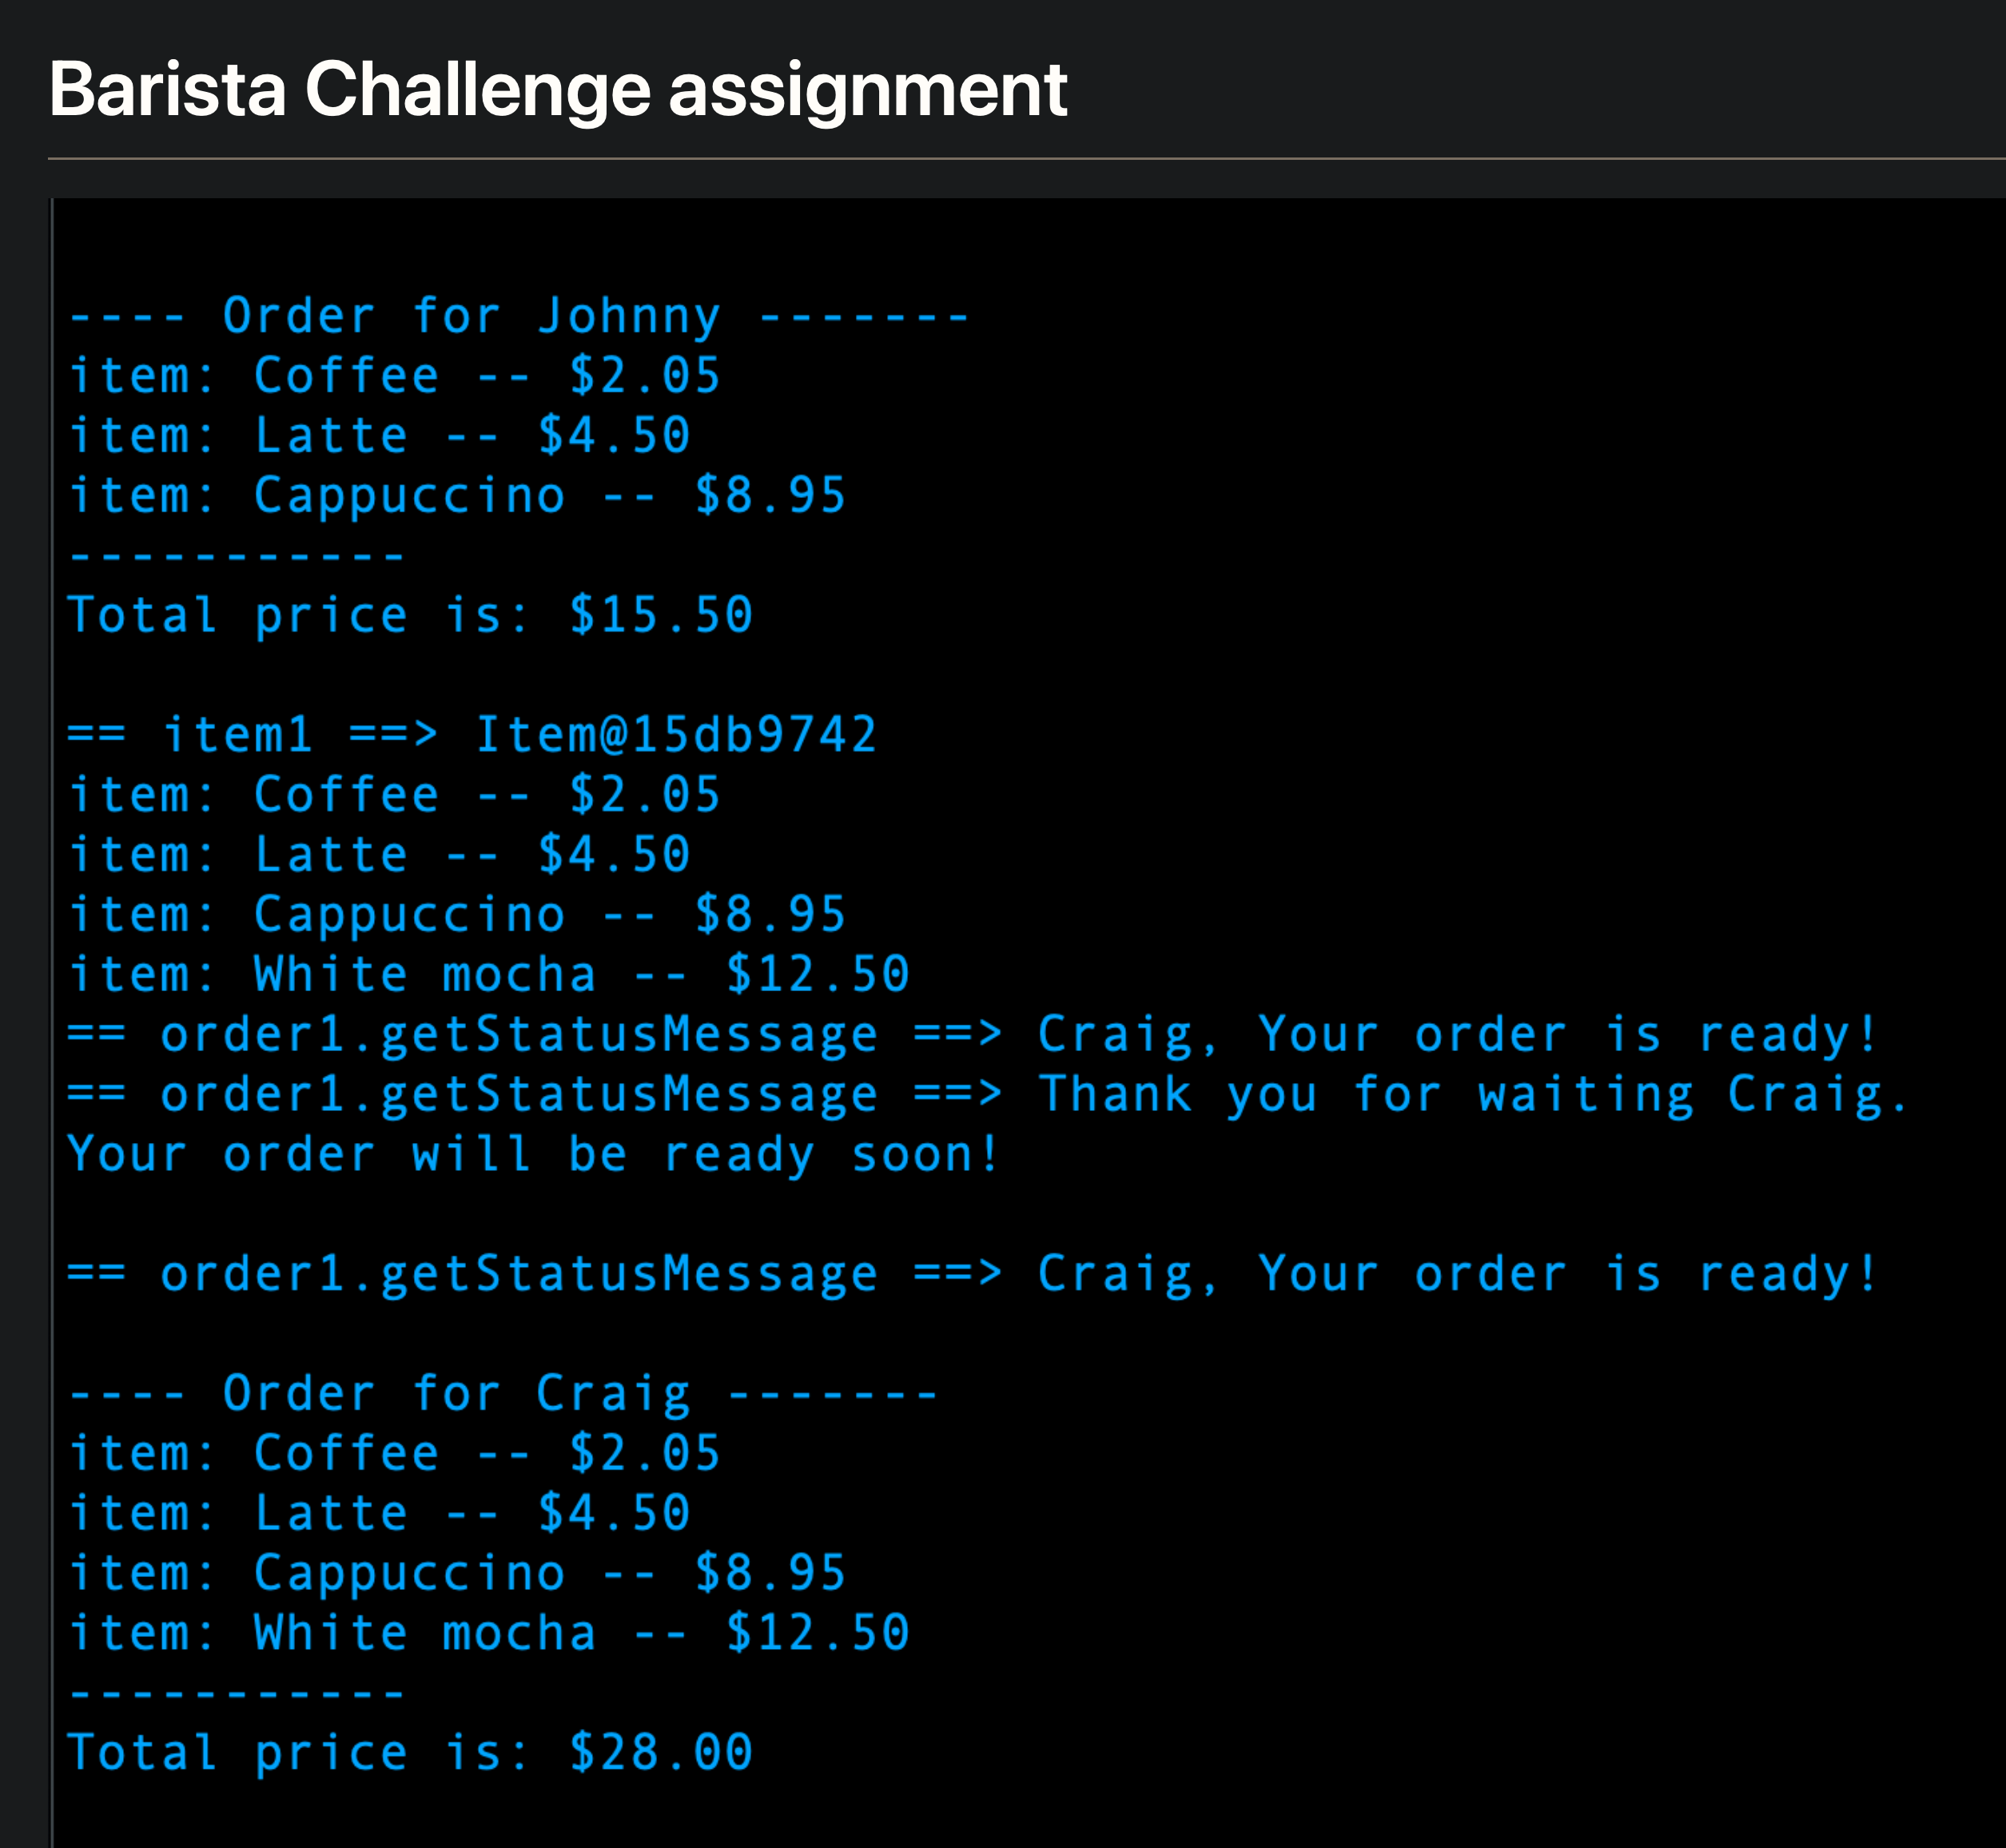 Barista Challenge assignment
---- Order for Johnny -------
item: Coffee -- $2.05
item: Latte -- $4.50
item: Cappuccino -- $8.95
-----------
Total price is: $15.50
== item1 ==> Item@15db9742
item: Coffee -- $2.05
item: Latte -- $4.50
item: Cappuccino -- $8.95
item: White mocha -- $12.50
== order1.getStatusMessage ==> Craig, Your order is ready!
== order1.getStatusMessage ==> Thank you for waiting Craig.
Your order will be ready soon!
== order1.getStatusMessage ==> Craig, Your order is ready!
---- Order for Craig -------
item: Coffee -- $2.05
item: Latte -- $4.50
item: Cappuccino -- $8.95
item: White mocha -- $12.50
-----------
Total price is: $28.00